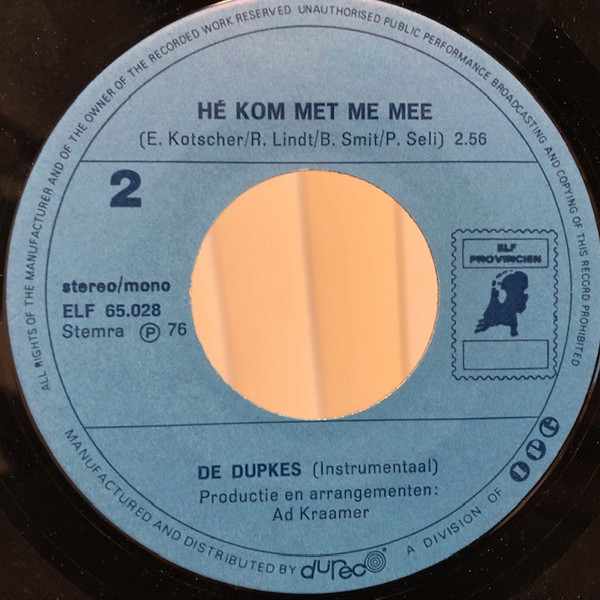 ALL RIGHTS OF THE MANUFACTURER AND OF THE OWNER OF THE RECORDED WORK RESERVED UNAUTHORISED PUBLIC PERFORMANCE BROADCASTING AND COPYING OF THIS RECORD PROHIBITED
HÉ KOM MET ME MEE
(E. Kotscher/R. Lindt/B. Smit/P. Seli) 2.56
2
stereo/mono
ELF 65.028
Stemra Ⓟ 76
ELF
PROVINCIEN
DE DUPKES (Instrumentaal)
Productie en arrangementen:
Ad Kraamer
MANUFACTURED AND DISTRIBUTED BY dureco A DIVISION OF